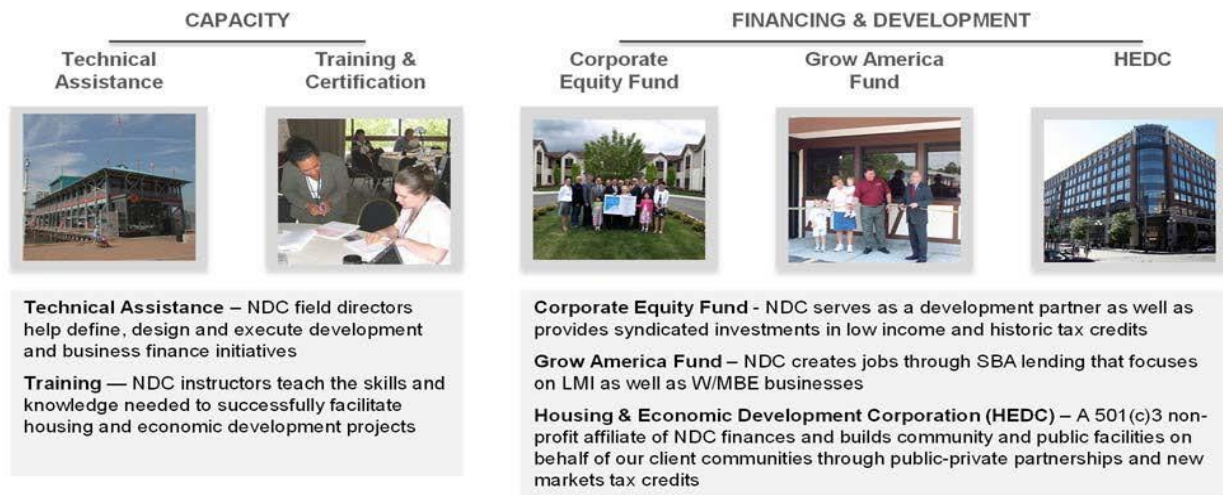 CAPACITY
Technical
Assistance
Training &
Certification
Technical Assistance – NDC field directors
help define, design and execute development
and business finance initiatives
Training — NDC instructors teach the skills and
knowledge needed to successfully facilitate
housing and economic development projects
FINANCING & DEVELOPMENT
Corporate
Equity Fund
Grow America
Fund
HEDC
Corporate Equity Fund - NDC serves as a development partner as well as
provides syndicated investments in low income and historic tax credits
Grow America Fund – NDC creates jobs through SBA lending that focuses
on LMI as well as W/MBE businesses
Housing & Economic Development Corporation (HEDC) – A 501(c)3 non-
profit affiliate of NDC finances and builds community and public facilities on
behalf of our client communities through public-private partnerships and new
markets tax credits